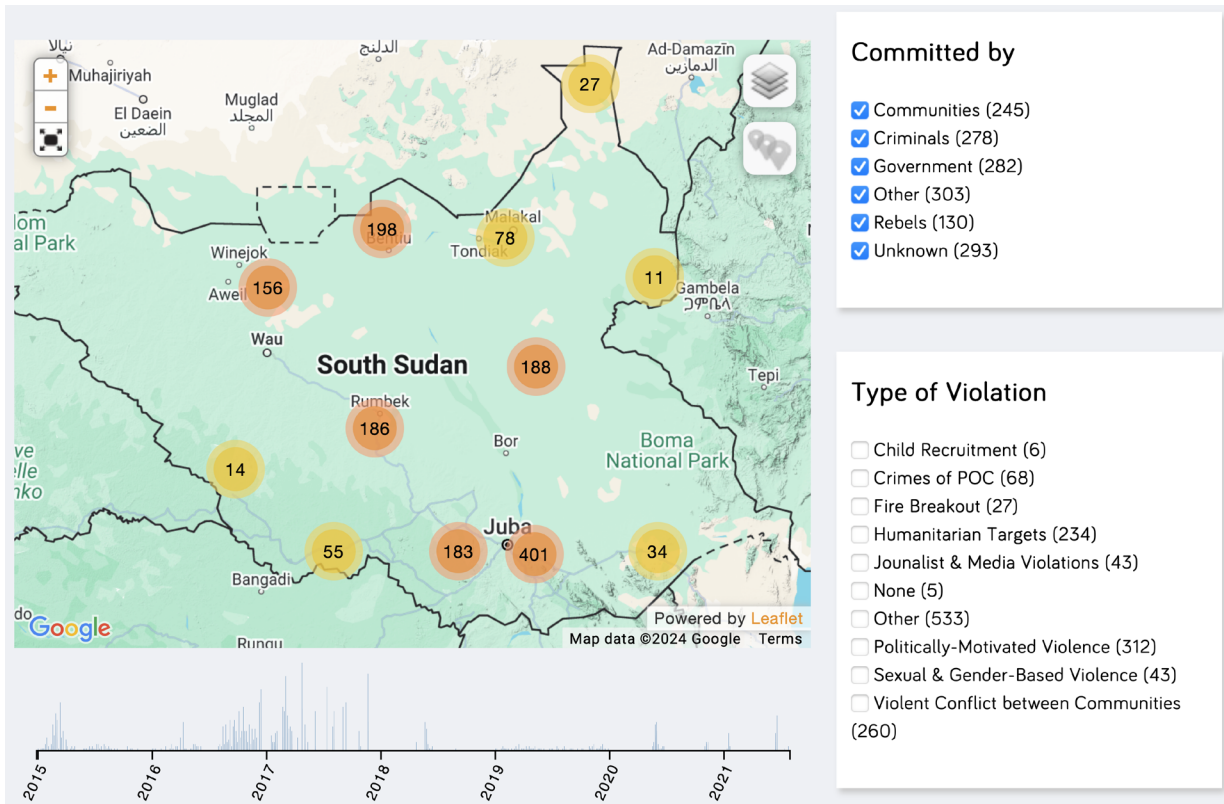 نيالا
Muhajiriyah
El Daein
الضعين
Muglad
المجلد
الدلنج
Ad-Damazīn
الدمازين
27
+
-
Malakal
198
78
Bentiu
Tondiak
Winejok
156
Aweil
11
Gambela
Wau
South Sudan
188
Tepi
Rumbek
186
Bor
Boma
National Park
14
Juba
55
183
401
34
Bangadi
Rungu
al Park
Google
Powered by Leaflet
Map data ©2024 Google Terms
2015
2016
2017
2018
2019
2020
2021
Committed by
Communities (245)
Criminals (278)
Government (282)
Other (303)
Rebels (130)
Unknown (293)
Type of Violation
Child Recruitment (6)
Crimes of POC (68)
Fire Breakout (27)
Humanitarian Targets (234)
Jounalist & Media Violations (43)
None (5)
Other (533)
Politically-Motivated Violence (312)
Sexual & Gender-Based Violence (43)
Violent Conflict between Communities
(260)